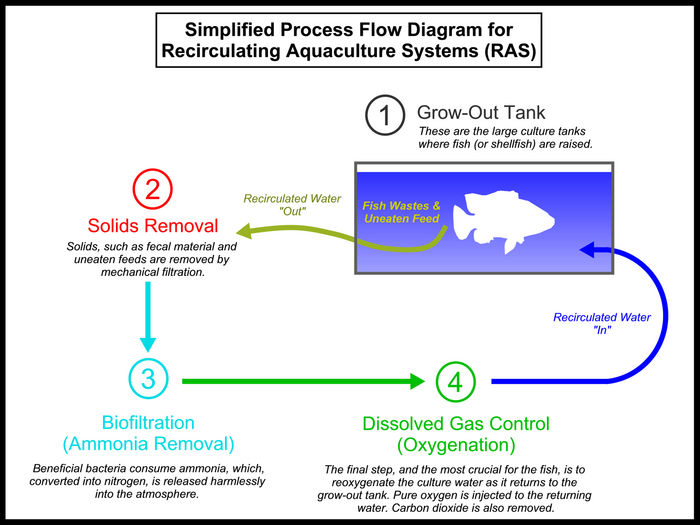 Simplified Process Flow Diagram for
Recirculating Aquaculture Systems (RAS)
1
Grow-Out Tank
These are the large culture tanks
where fish (or shellfish) are raised.
Fish Wastes &
Uneaten Feed
Recirculated Water
"Out"
2
Solids Removal
Solids, such as fecal material and
uneaten feeds are removed by
mechanical filtration.
Recirculated Water
"In"
3
Biofiltration
(Ammonia Removal)
Beneficial bacteria consume ammonia, which,
converted into nitrogen, is released harmlessly
into the atmosphere.
4
Dissolved Gas Control
(Oxygenation)
The final step, and the most crucial for the fish, is to
reoxygenate the culture water as it returns to the
grow-out tank. Pure oxygen is injected to the returning
water. Carbon dioxide is also removed.